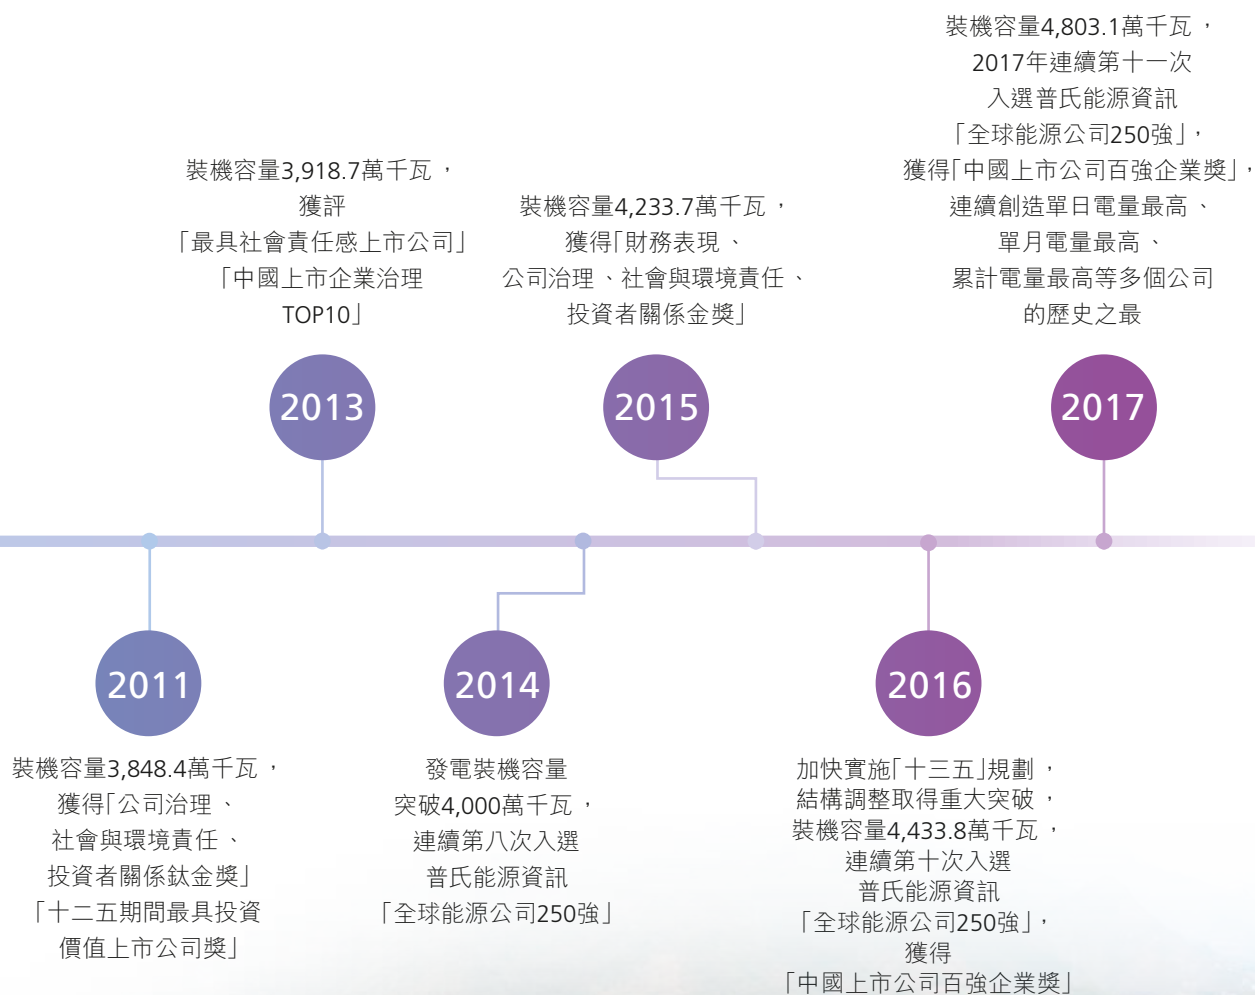 裝機容量3,848.4萬千瓦，
獲得「公司治理、
社會與環境責任、
投資者關係鈦金獎」
「十二五期間最具投資
價值上市公司獎」
2011
裝機容量3,918.7萬千瓦，
獲評
「最具社會責任感上市公司」
「中國上市企業治理
TOP10」
2013
2014
發電裝機容量
突破4,000萬千瓦，
連續第八次入選
普氏能源資訊
「全球能源公司250強」
裝機容量4,233.7萬千瓦，
獲得「財務表現、
公司治理、社會與環境責任、
投資者關係金獎」
2015
2016
加快實施「十三五」規劃，
結構調整取得重大突破，
裝機容量4,433.8萬千瓦，
連續第十次入選
普氏能源資訊
「全球能源公司250強」，
獲得
「中國上市公司百強企業獎」
裝機容量4,803.1萬千瓦，
2017年連續第十一次
入選普氏能源資訊
「全球能源公司250強」，
獲得「中國上市公司百強企業獎」，
連續創造單日電量最高、
單月電量最高、
累計電量最高等多個公司
的歷史之最
2017